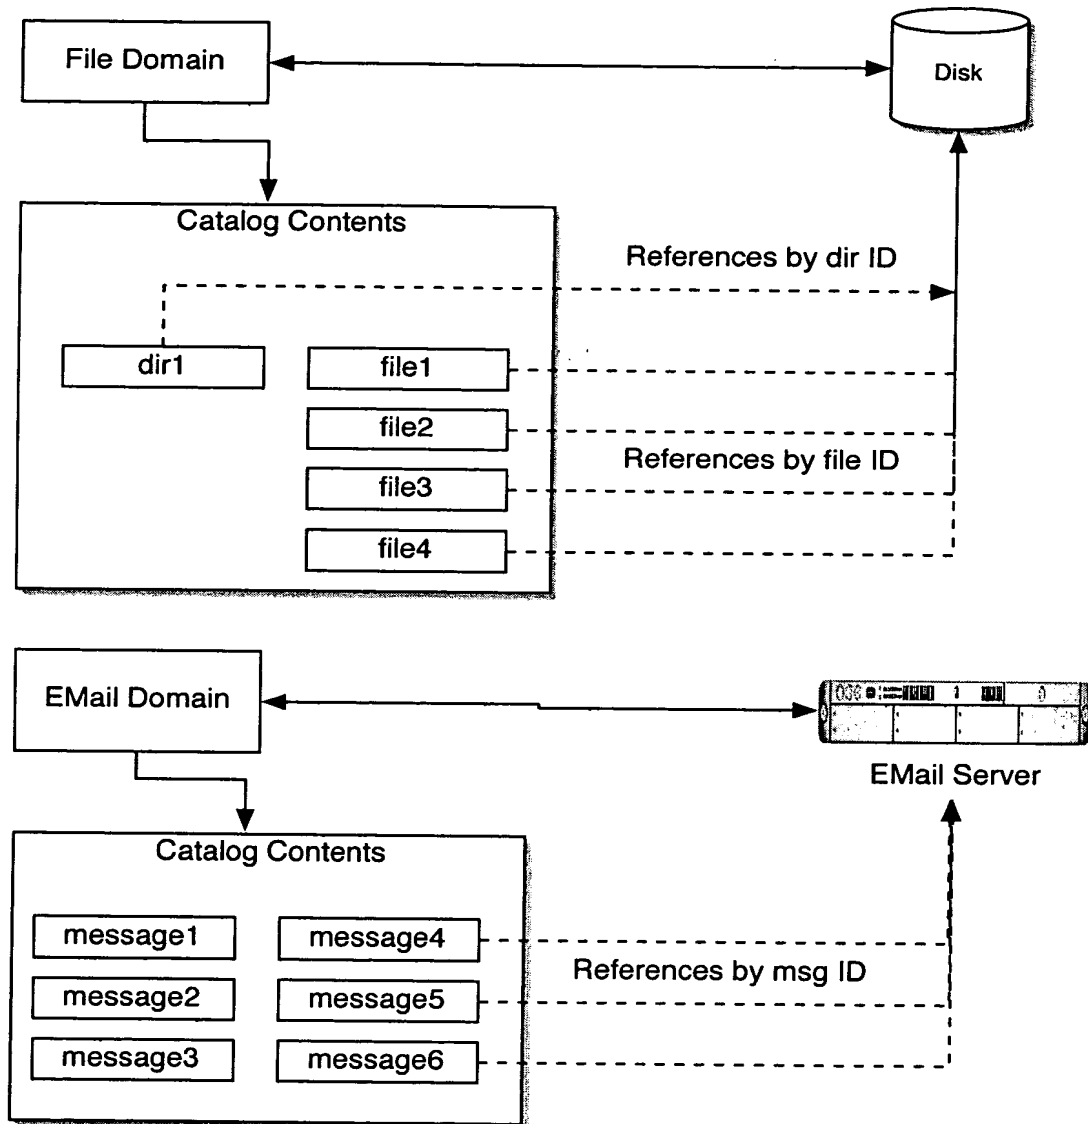 File Domain
Disk
Catalog Contents
References by dir ID
dir1
file1
file2
References by file ID
file3
file4
EMail Domain
EMail Server
Catalog Contents
message1
message4
References by msg ID
message2
message5
message3
message6